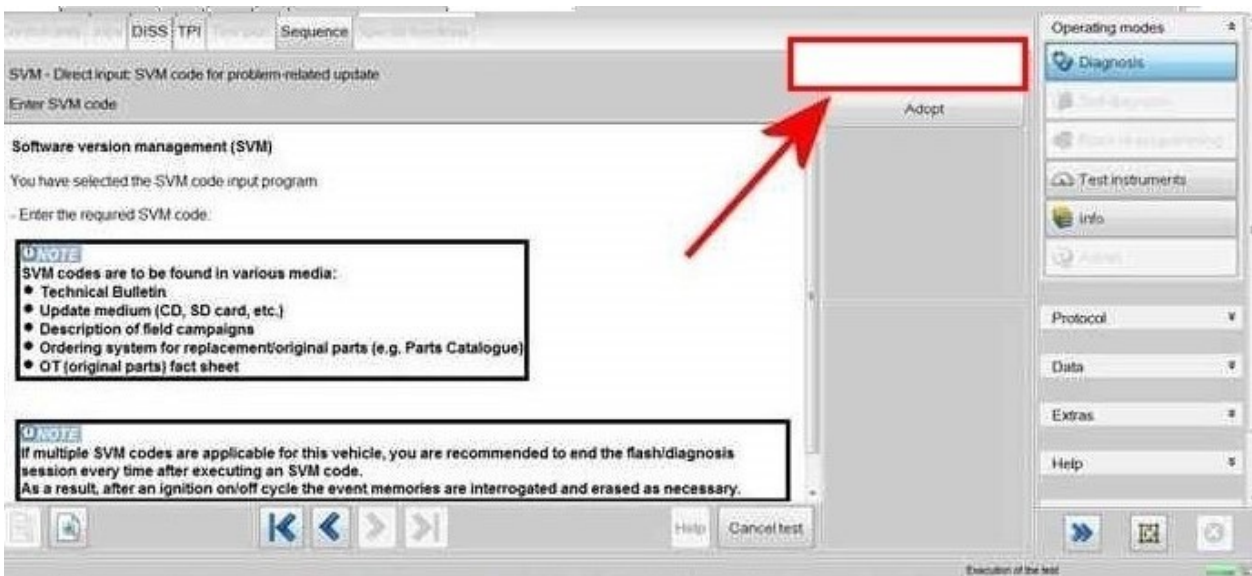 DiSS TPI Sequence
SVM - Direct input: SVM code for problem-related update
Enter SVM code
Adopt
Software version management (SVM)
You have selected the SVM code input program
- Enter the required SVM code:
NOTE
SVM codes are to be found in various media:
• Technical Bulletin
• Update medium (CD, SD card, etc.)
• Description of field campaigns
• Ordering system for replacement/original parts (e.g. Parts Catalogue)
• OT (original parts) fact sheet
NOTE
If multiple SVM codes are applicable for this vehicle, you are recommended to end the flash/diagnosis
session every time after executing an SVM code.
As a result, after an ignition on/off cycle the event memories are interrogated and erased as necessary.
Help
Cancel test
Operating modes
Diagnosis
Test instruments
Info
Protocol
Data
Extras
Help
Execution of the test